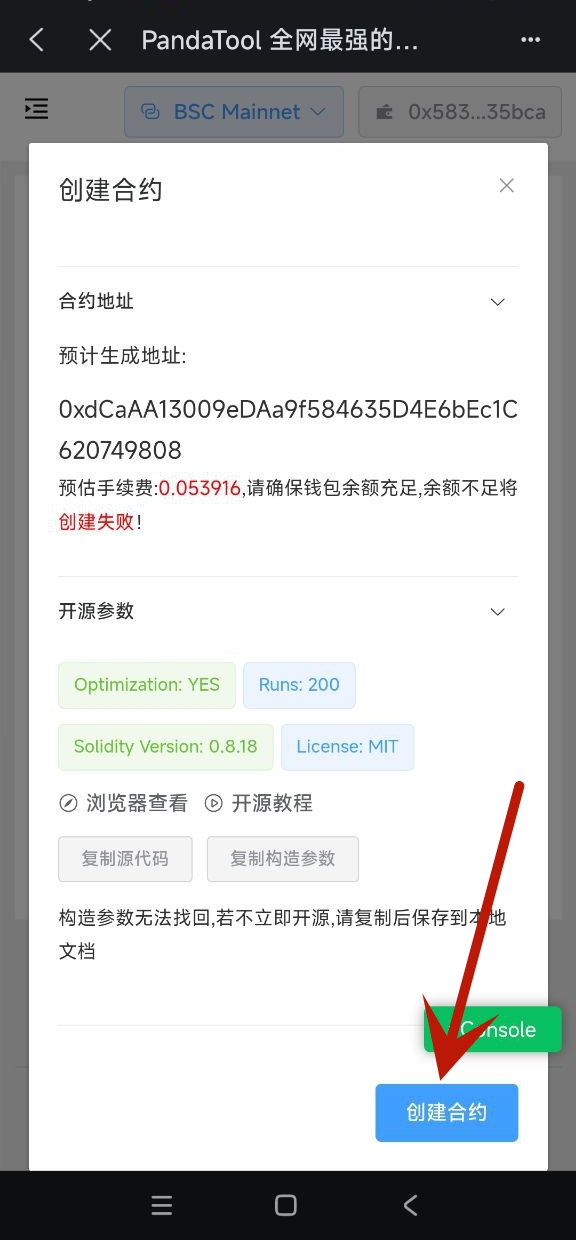 PandaTool 全网最强的...
BSC Mainnet
0x583...35bca
创建合约
合约地址
预计生成地址:
0xdCaAA13009eDAa9f584635D4E6bEc1C
620749808
预估手续费:0.053916,请确保钱包余额充足,余额不足将
创建失败!
开源参数
Optimization: YES
Runs: 200
Solidity Version: 0.8.18
License: MIT
浏览器查看
开源教程
复制源代码
复制构造参数
构造参数无法找回,若不立即开源,请复制后保存到本地
文档
Console
创建合约